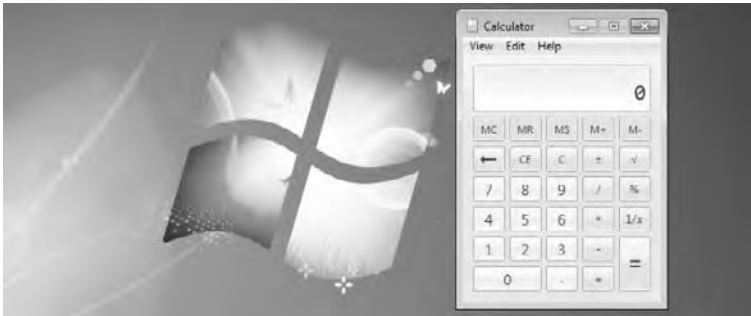 Calculator
View Edit Help
0
MC MR MS M+ M-
← CE C ± √
7 8 9 / %
4 5 6 * 1/x
1 2 3 - =
0 . +